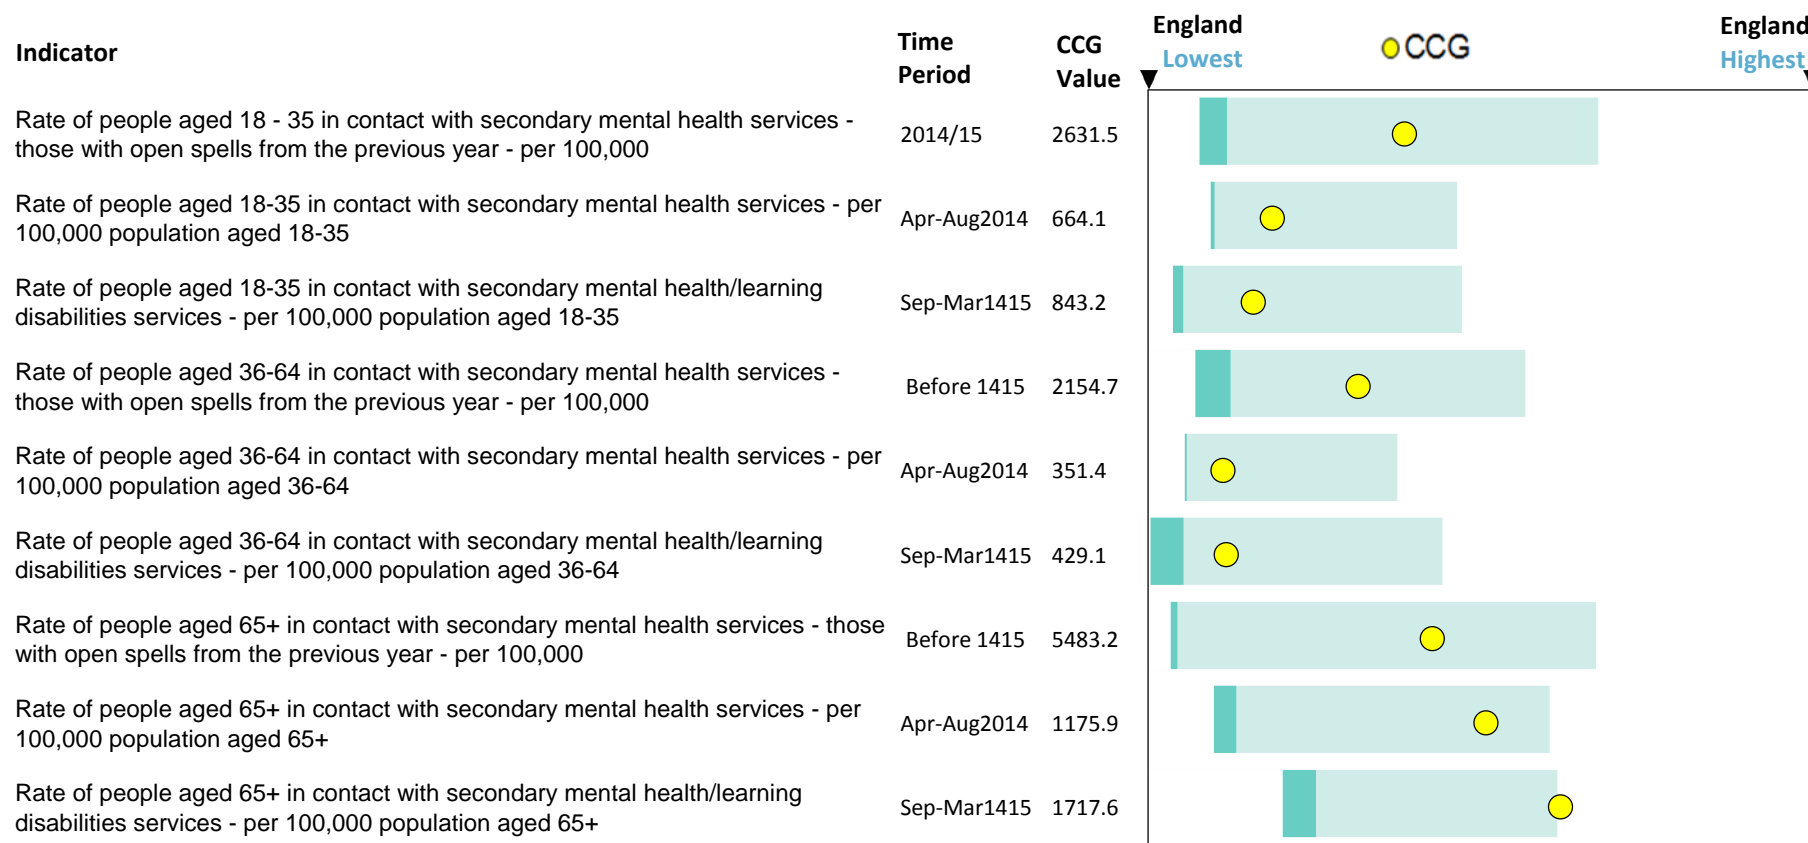 Indicator
Time
Period
CCG
Value
England
Lowest
CCG
England
Highest
Rate of people aged 18 - 35 in contact with secondary mental health services -
those with open spells from the previous year - per 100,000
2014/15
2631.5
Rate of people aged 18-35 in contact with secondary mental health services - per
100,000 population aged 18-35
Apr-Aug2014
664.1
Rate of people aged 18-35 in contact with secondary mental health/learning
disabilities services - per 100,000 population aged 18-35
Sep-Mar1415
843.2
Rate of people aged 36-64 in contact with secondary mental health services -
those with open spells from the previous year - per 100,000
Before 1415
2154.7
Rate of people aged 36-64 in contact with secondary mental health services - per
100,000 population aged 36-64
Apr-Aug2014
351.4
Rate of people aged 36-64 in contact with secondary mental health/learning
disabilities services - per 100,000 population aged 36-64
Sep-Mar1415
429.1
Rate of people aged 65+ in contact with secondary mental health services - those
with open spells from the previous year - per 100,000
Before 1415
5483.2
Rate of people aged 65+ in contact with secondary mental health services - per
100,000 population aged 65+
Apr-Aug2014
1175.9
Rate of people aged 65+ in contact with secondary mental health/learning
disabilities services - per 100,000 population aged 65+
Sep-Mar1415
1717.6